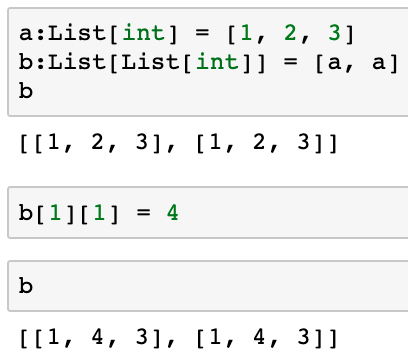 a:List[int] = [1, 2, 3]
b:List[List[int]] = [a, a]
b
[[1, 2, 3], [1, 2, 3]]
b[1][1] = 4
b
[[1, 4, 3], [1, 4, 3]]